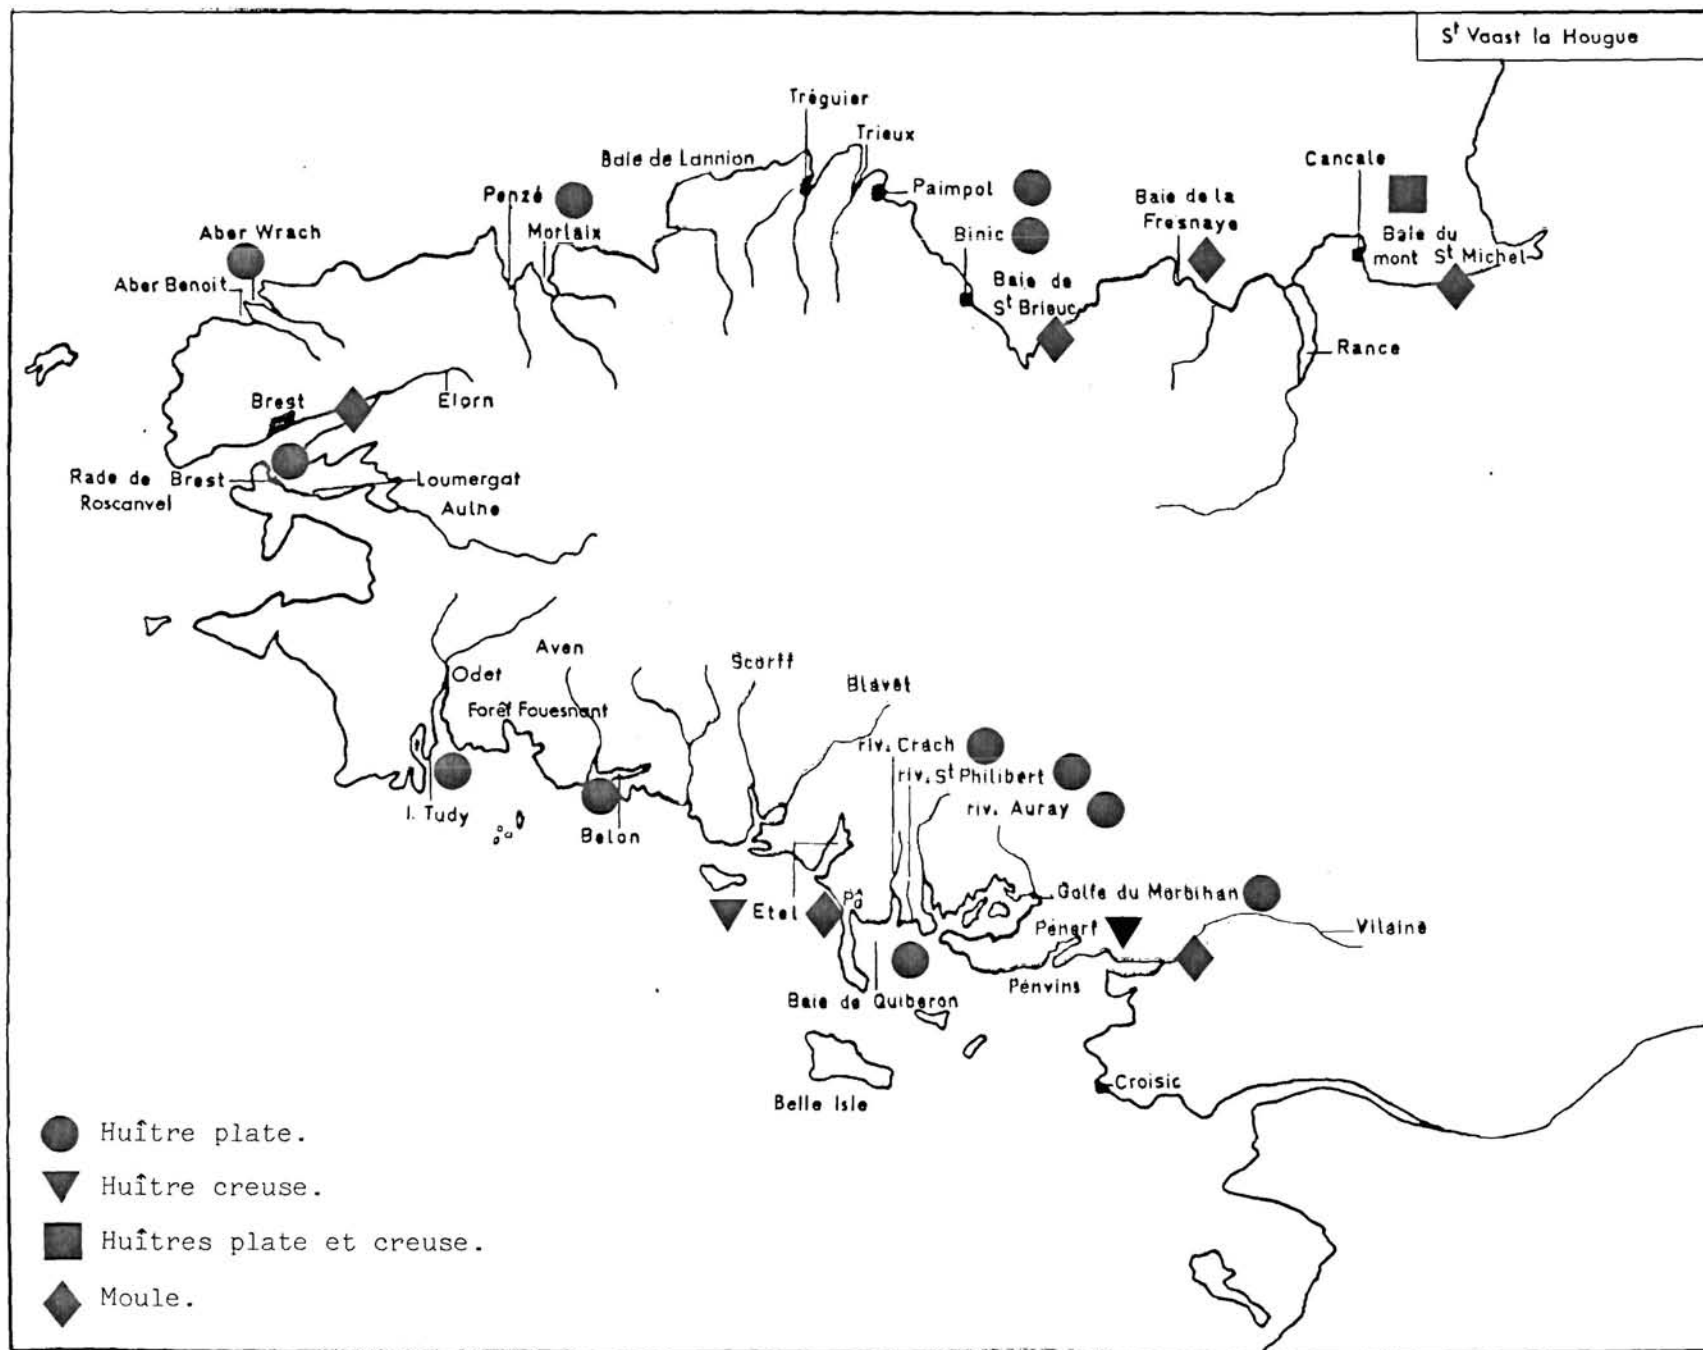 St Vaast la Hougue
Tréguier
Trieux
Baie de Lannion
Cancale
Penzé
Paimpol
Baie de la
Fresnaye
Aber Wrach
Morlaix
Binic
Baie du
mont St Michel
Aber Benoit
Baie de
St Brieuc
Rance
Brest
Elorn
Rade de Brest
Loumergat
Roscanvel
Aulne
Aven
Scorff
Odet
Blavet
Forêt Fouesnant
riv. Crach
riv. St Philibert
riv. Auray
I. Tudy
Belon
Golfe du Morbihan
Etel
Pô
Pénerf
Vilaine
Pénvins
Baie de Quiberon
Croisic
Belle Isle
Huître plate.
Huître creuse.
Huîtres plate et creuse.
Moule.